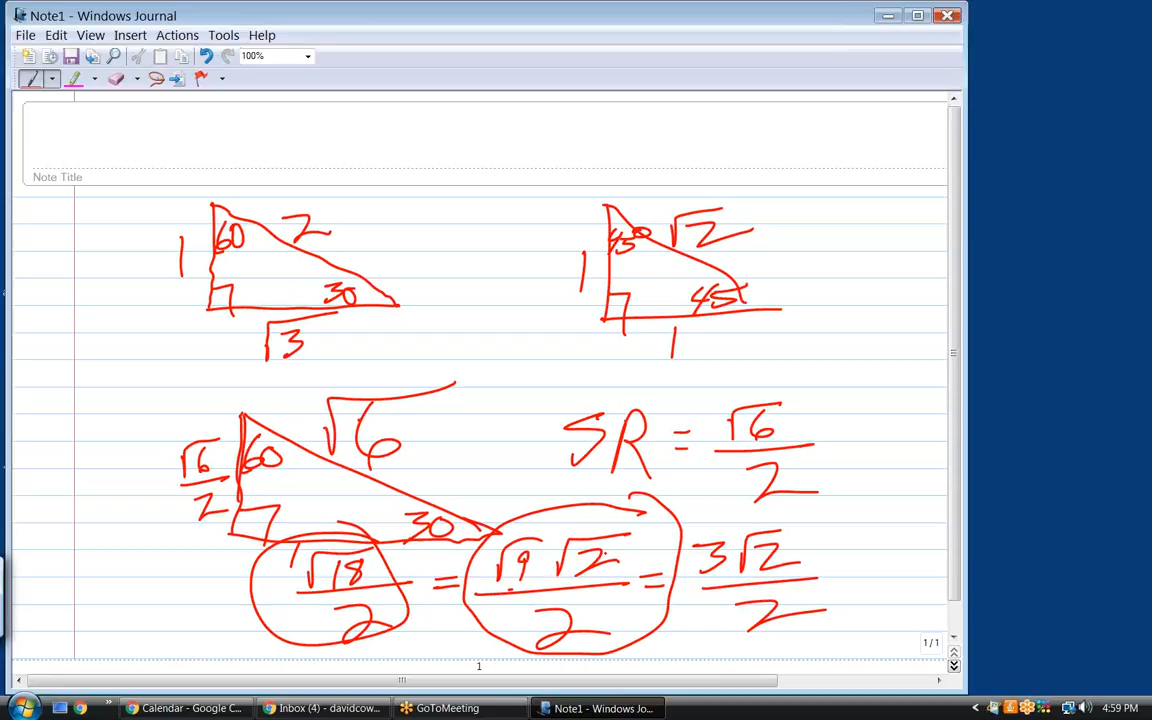 Note1 - Windows Journal
File Edit View Insert Actions Tools Help
100%
Note Title
60 2
1
30
√3
45 √2
1
45
1
√6
60
√6/2
30
SR = √6/2
√18/2 = √9 √2/2 = 3√2/2
1/1
1
Calendar - Google C...
Inbox (4) - davidcow...
GoToMeeting
Note1 - Windows Jo...
4:59 PM